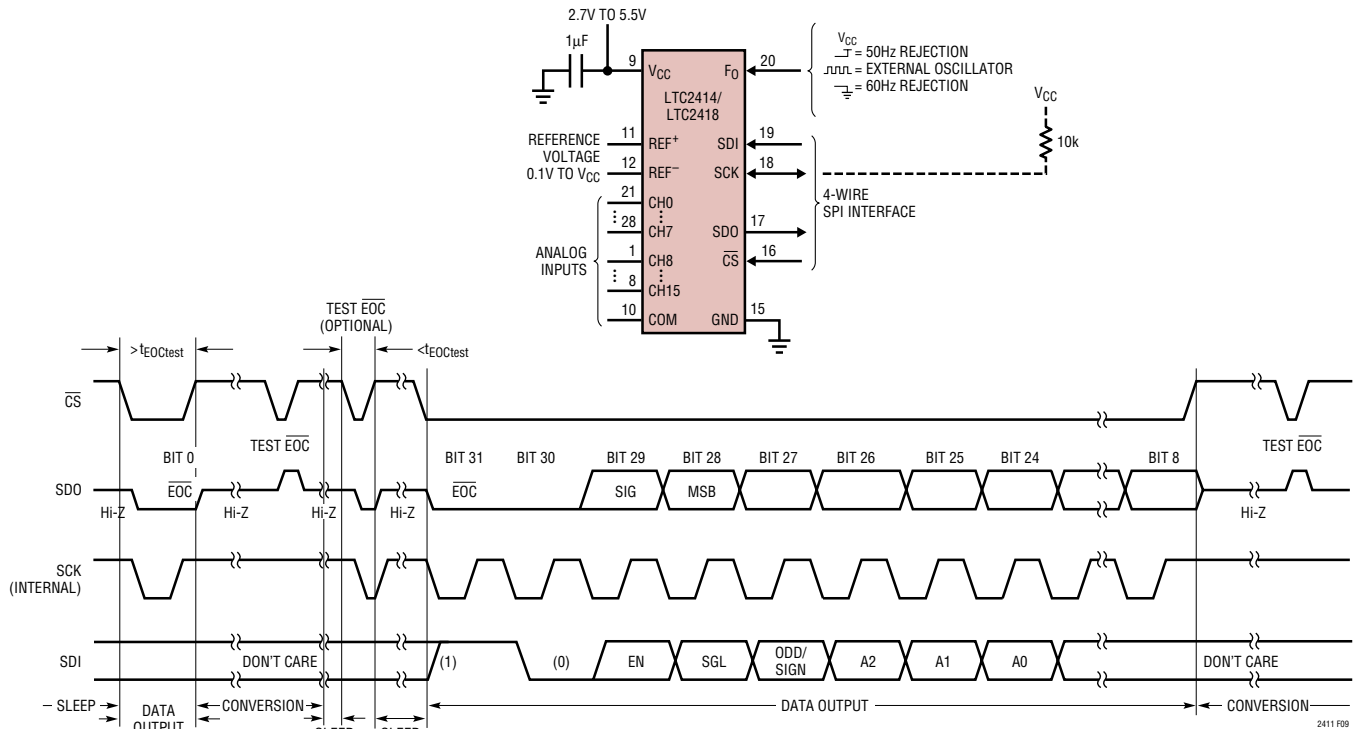 2.7V TO 5.5V
1µF
9 VCC
FO 20
VCC
= 50Hz REJECTION
= EXTERNAL OSCILLATOR
= 60Hz REJECTION
LTC2414/
LTC2418
VCC
10k
REFERENCE
VOLTAGE
0.1V TO VCC
11 REF+
12 REF–
SDI 19
SCK 18
4-WIRE
SPI INTERFACE
21 CH0
28 CH7
SDO 17
ANALOG
INPUTS
1 CH8
8 CH15
CS 16
10 COM
GND 15
TEST EOC
(OPTIONAL)
>tEOCtest
<tEOCtest
CS
TEST EOC
TEST EOC
BIT 0
BIT 31 BIT 30 BIT 29 BIT 28 BIT 27 BIT 26 BIT 25 BIT 24 BIT 8
SDO
EOC
EOC
SIG MSB
Hi-Z Hi-Z Hi-Z Hi-Z Hi-Z
SCK
(INTERNAL)
SDI
DON'T CARE (1) (0) EN SGL ODD/
SIGN A2 A1 A0 DON'T CARE
SLEEP
DATA
OUTPUT
CONVERSION
SLEEP SLEEP
DATA OUTPUT
CONVERSION
2411 F09